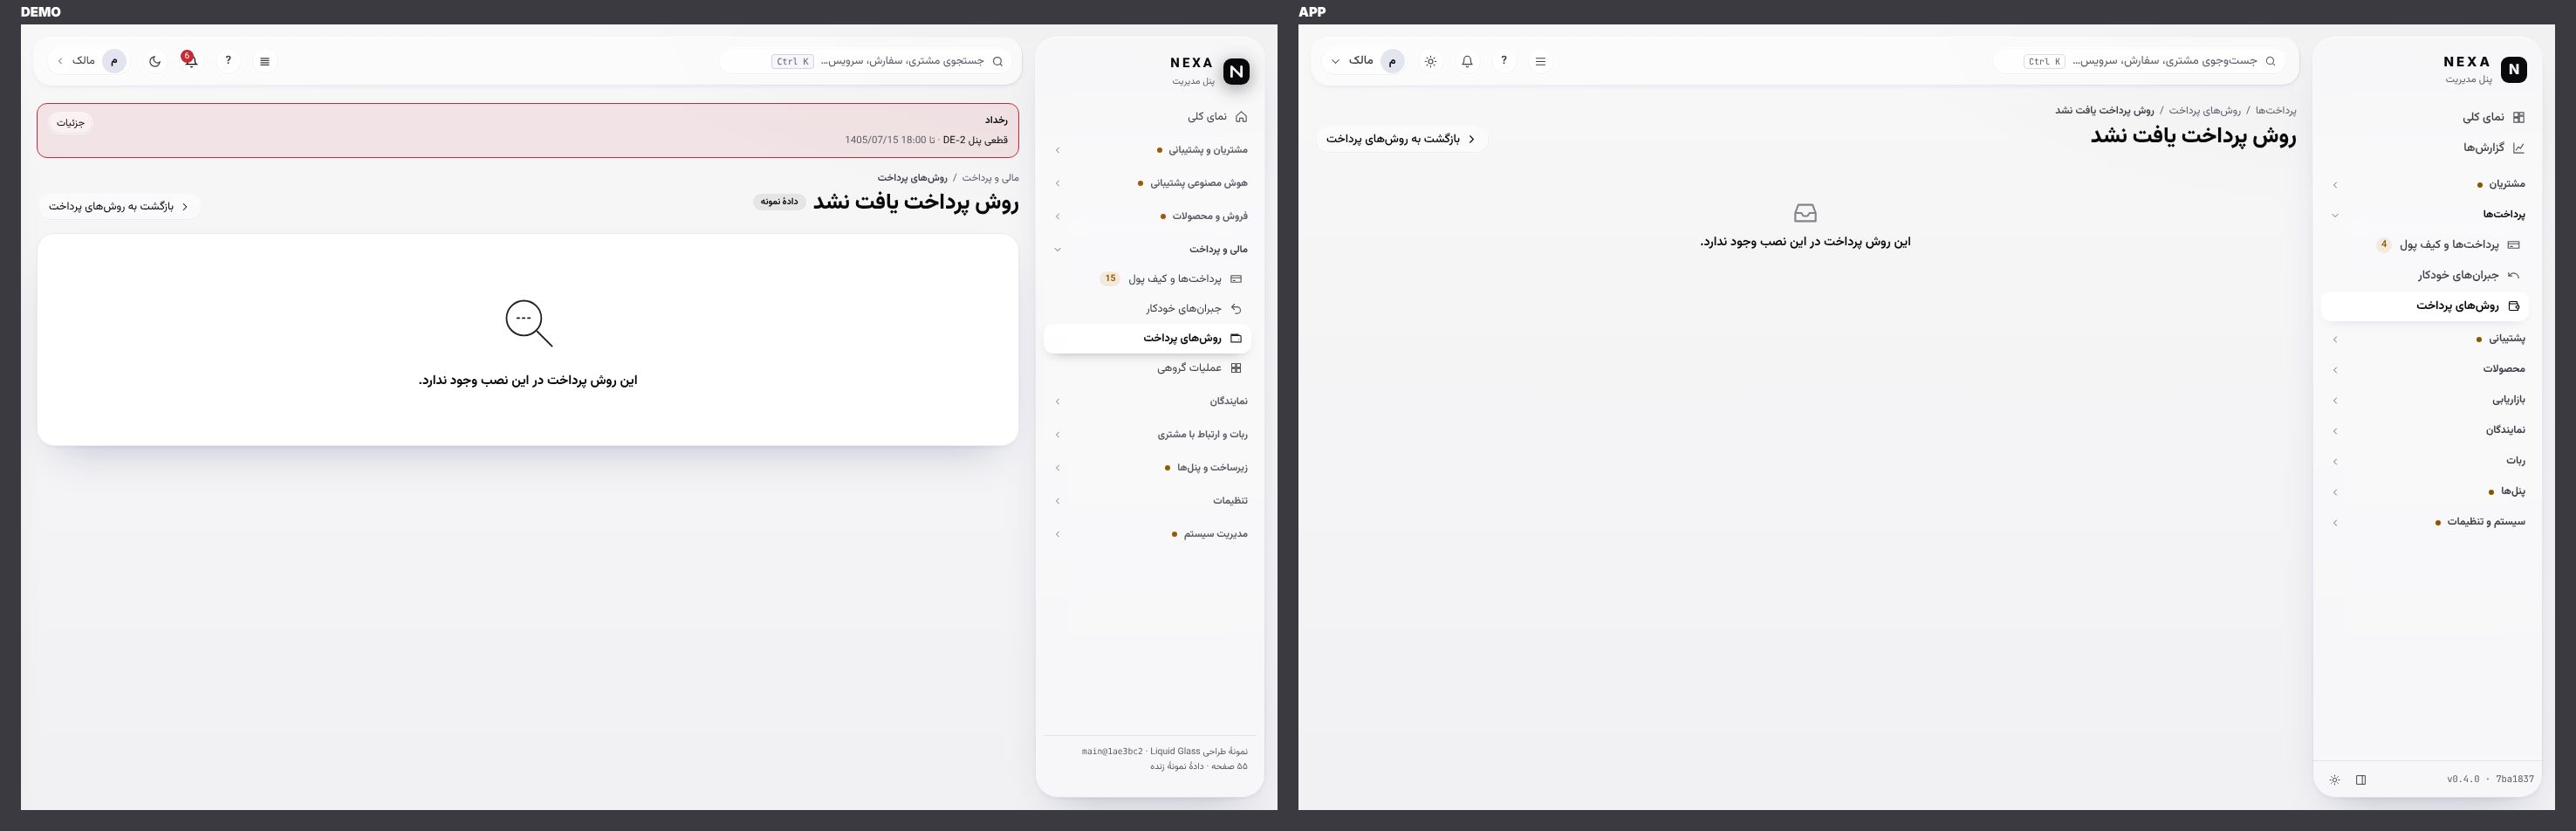 DEMO
NEXA
N
پنل مدیریت
جستجوی مشتری، سفارش، سرویس...
Ctrl K
?
6
م
مالک
رخداد
قطعی پنل DE-2 · تا 18:00 1405/07/15
جزئیات
مالی و پرداخت / روش‌های پرداخت
روش پرداخت یافت نشد
دادهٔ نمونه
بازگشت به روش‌های پرداخت
این روش پرداخت در این نصب وجود ندارد.
نمای کلی
مشتریان و پشتیبانی
هوش مصنوعی پشتیبانی
فروش و محصولات
مالی و پرداخت
پرداخت‌ها و کیف پول
15
جبران‌های خودکار
روش‌های پرداخت
عملیات گروهی
نمایندگان
ربات و ارتباط با مشتری
زیرساخت و پنل‌ها
تنظیمات
مدیریت سیستم
نمونهٔ طراحی Liquid Glass · main@1ae3bc2
۵۵ صفحه · دادهٔ نمونهٔ زنده
APP
NEXA
N
پنل مدیریت
جست‌وجوی مشتری، سفارش، سرویس...
Ctrl K
?
م
مالک
پرداخت‌ها / روش‌های پرداخت / روش پرداخت یافت نشد
روش پرداخت یافت نشد
بازگشت به روش‌های پرداخت
این روش پرداخت در این نصب وجود ندارد.
نمای کلی
گزارش‌ها
مشتریان
پرداخت‌ها
پرداخت‌ها و کیف پول
4
جبران‌های خودکار
روش‌های پرداخت
پشتیبانی
محصولات
بازاریابی
نمایندگان
ربات
پنل‌ها
سیستم و تنظیمات
v0.4.0 · 7ba1837